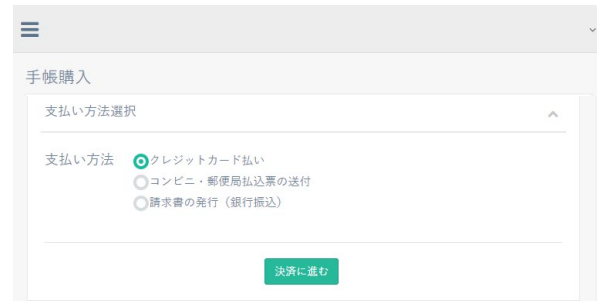 手帳購入
支払い方法選択
支払い方法 クレジットカード払い
コンビニ・郵便局払込票の送付
請求書の発行（銀行振込）
決済に進む